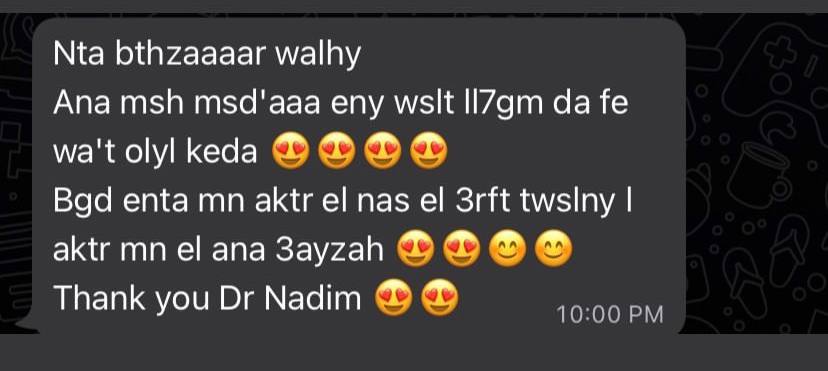 Nta bthzaaaar walhy
Ana msh msd'aaa eny wslt ll7gm da fe
wa't olyl keda 😍😍😍😍
Bgd enta mn aktr el nas el 3rft twslny l
aktr mn el ana 3ayzah 😍😍😊😊
Thank you Dr Nadim 😍😍
10:00 PM